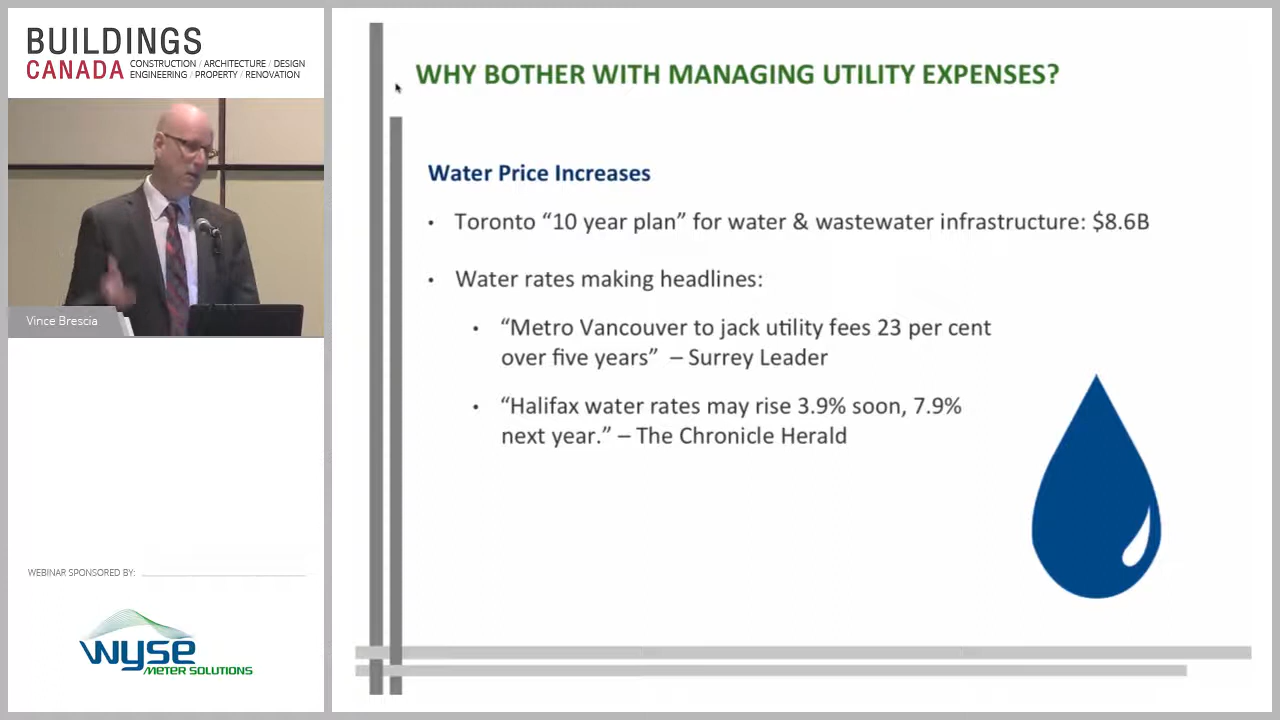 BUILDINGS
CANADA CONSTRUCTION / ARCHITECTURE / DESIGN
ENGINEERING / PROPERTY / RENOVATION
Vince Brescia
WEBINAR SPONSORED BY:
wyse
METER SOLUTIONS
WHY BOTHER WITH MANAGING UTILITY EXPENSES?
Water Price Increases
• Toronto “10 year plan” for water & wastewater infrastructure: $8.6B
• Water rates making headlines:
• “Metro Vancouver to jack utility fees 23 per cent
over five years” – Surrey Leader
• “Halifax water rates may rise 3.9% soon, 7.9%
next year.” – The Chronicle Herald